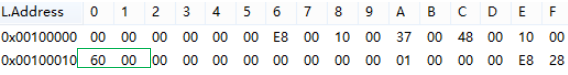 L.Address 0 1 2 3 4 5 6 7 8 9 A B C D E F
0x00100000 00 00 00 00 00 00 E8 00 10 00 37 00 48 00 10 00
0x00100010 60 00 00 00 00 00 00 00 00 00 01 00 00 00 E8 28